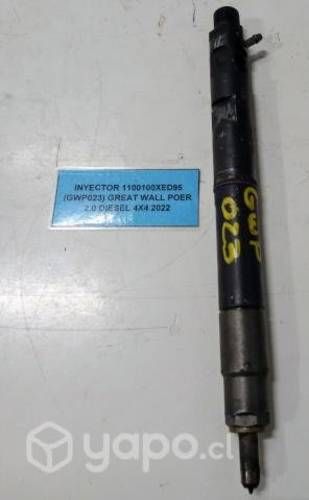 INYECTOR 1100100XED95
(GWP023) GREAT WALL POER
2.0 DIESEL 4X4 2022
GWP
023
yapo.cl